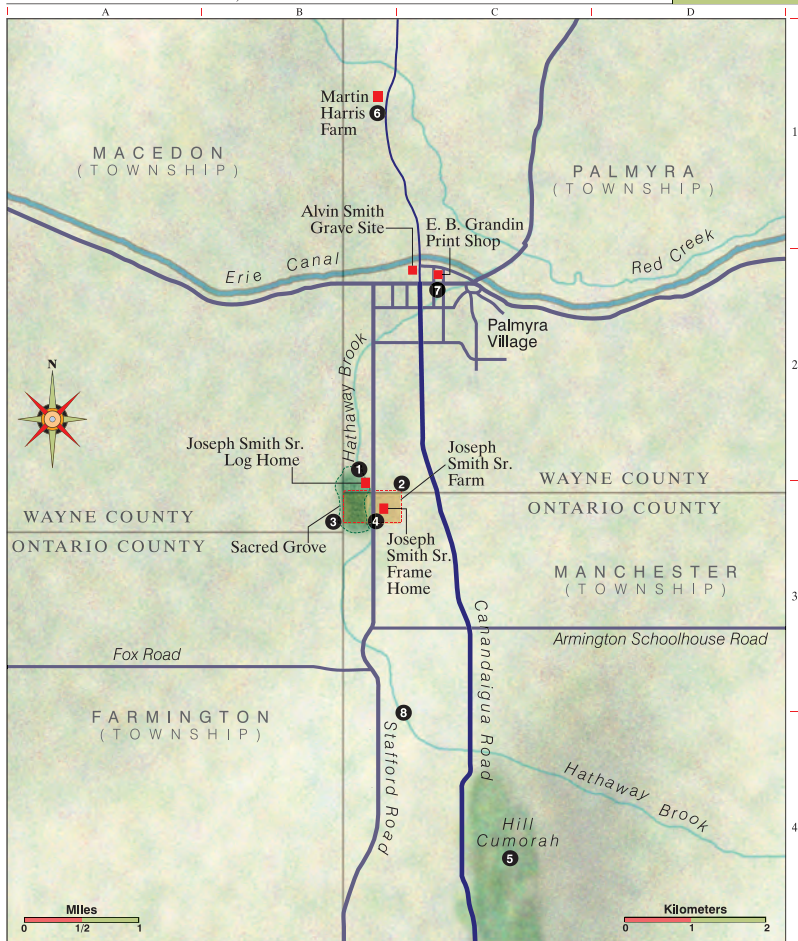 A B C D
1
2
3
4
Martin
Harris
Farm
6
MACEDON
(TOWNSHIP)
PALMYRA
(TOWNSHIP)
Alvin Smith
Grave Site
E. B. Grandin
Print Shop
Erie Canal
Red Creek
7
Palmyra
Village
N
Hathaway Brook
Joseph Smith Sr.
Log Home
1
2
Joseph
Smith Sr.
Farm
WAYNE COUNTY
ONTARIO COUNTY
WAYNE COUNTY
ONTARIO COUNTY
3
4
Sacred Grove
Joseph
Smith Sr.
Frame
Home
MANCHESTER
(TOWNSHIP)
Canandaigua Road
Armington Schoolhouse Road
Fox Road
FARMINGTON
(TOWNSHIP)
8
Stafford Road
Hathaway Brook
Hill
Cumorah
5
MIles
0 1/2 1
Kilometers
0 1 2